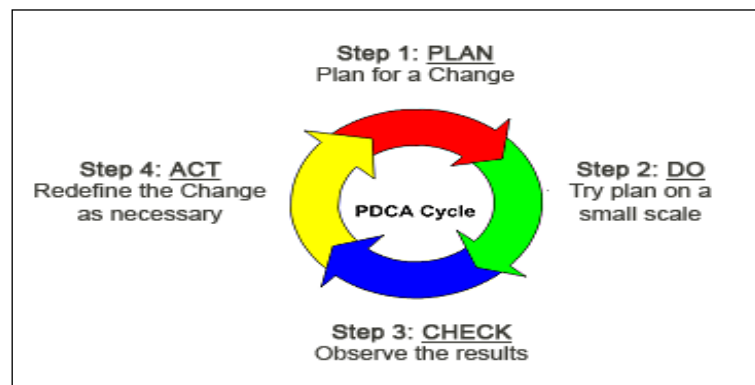 Step 1: PLAN
Plan for a Change
Step 4: ACT
Redefine the Change
as necessary
PDCA Cycle
Step 2: DO
Try plan on a
small scale
Step 3: CHECK
Observe the results